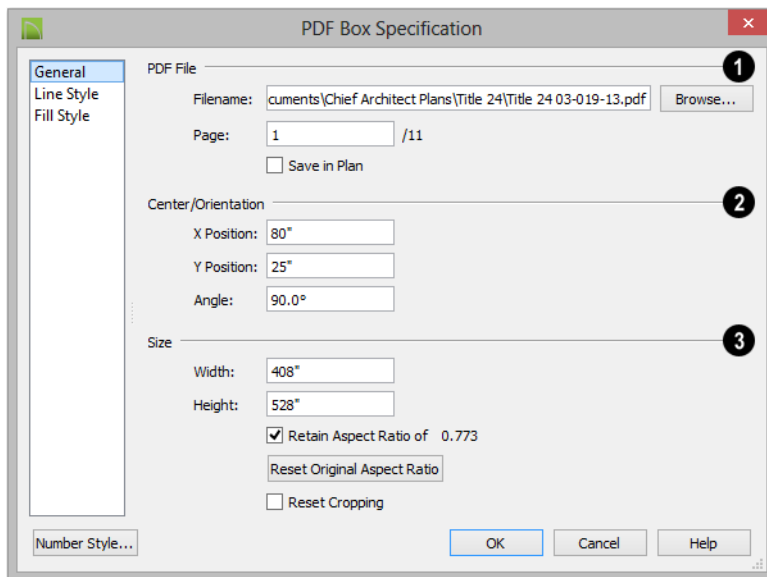 PDF Box Specification
General
Line Style
Fill Style
PDF File
1
Filename: cuments\Chief Architect Plans\Title 24\Title 24 03-019-13.pdf Browse...
Page: 1 /11
Save in Plan
Center/Orientation
2
X Position: 80"
Y Position: 25"
Angle: 90.0°
Size
3
Width: 408"
Height: 528"
Retain Aspect Ratio of 0.773
Reset Original Aspect Ratio
Reset Cropping
Number Style... OK Cancel Help